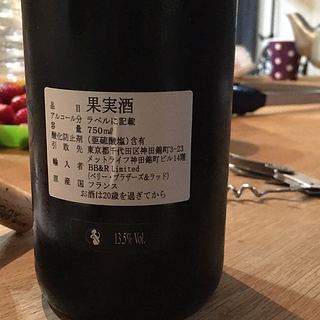 品目 果実酒
アルコール分 ラベルに記載
容量 750㎖
酸化防止剤 (亜硫酸塩)含有
引取先 東京都千代田区神田錦町3-23
メットライフ神田錦町ビル14階
輸入者 BB&R Limited
(ベリー・ブラザーズ&ラッド)
原産国 フランス
お酒は20歳を過ぎてから
13.5% Vol.